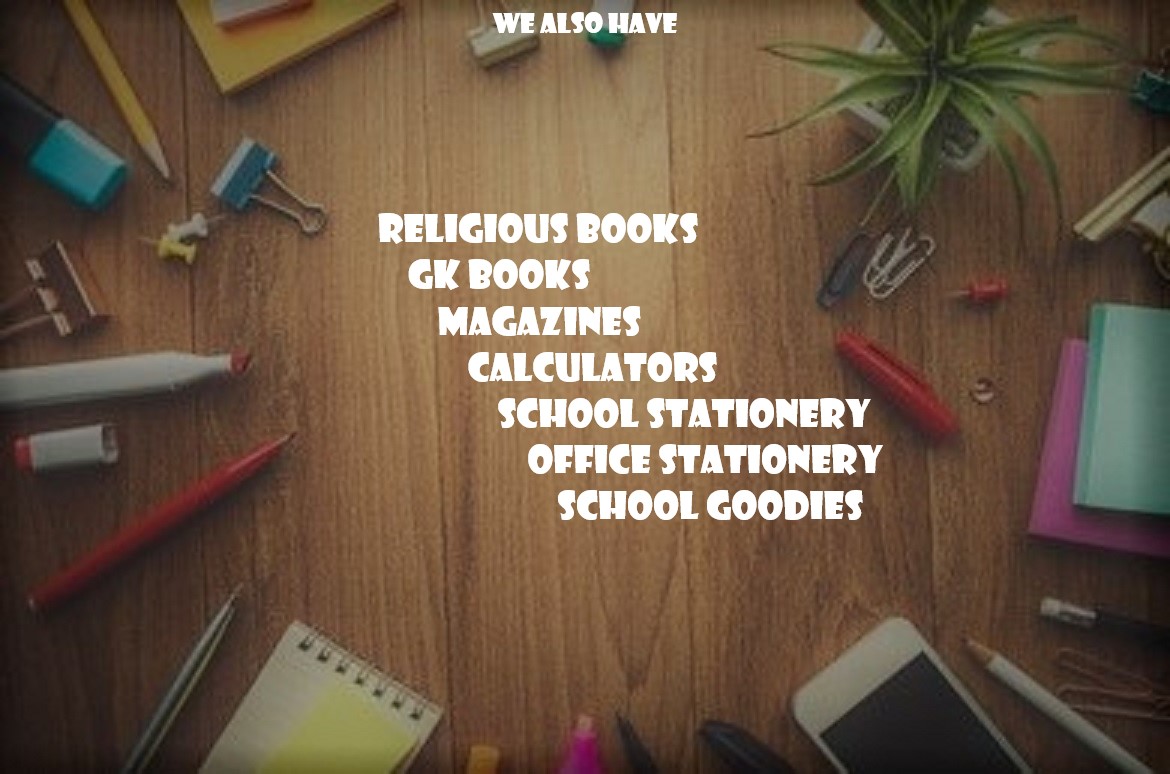 WE ALSO HAVE
RELIGIOUS BOOKS
GK BOOKS
MAGAZINES
CALCULATORS
SCHOOL STATIONERY
OFFICE STATIONERY
SCHOOL GOODIES